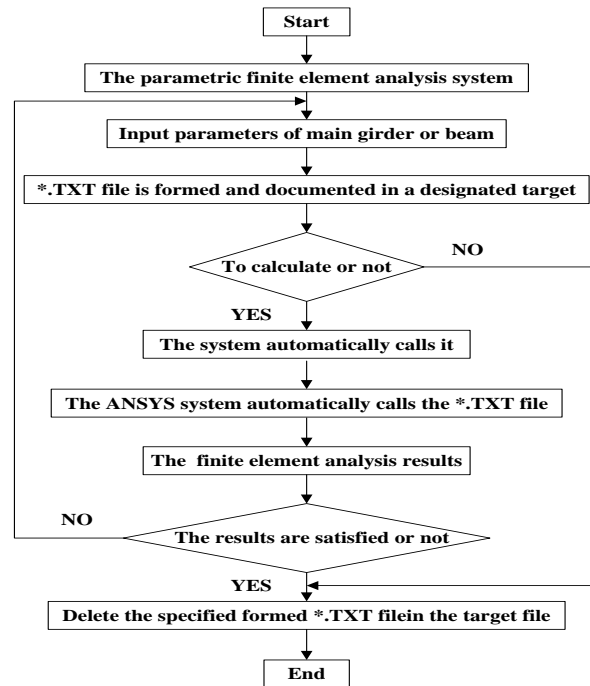 Start
The parametric finite element analysis system
Input parameters of main girder or beam
*.TXT file is formed and documented in a designated target
To calculate or not
NO
YES
The system automatically calls it
The ANSYS system automatically calls the *.TXT file
The finite element analysis results
NO
The results are satisfied or not
YES
Delete the specified formed *.TXT filein the target file
End